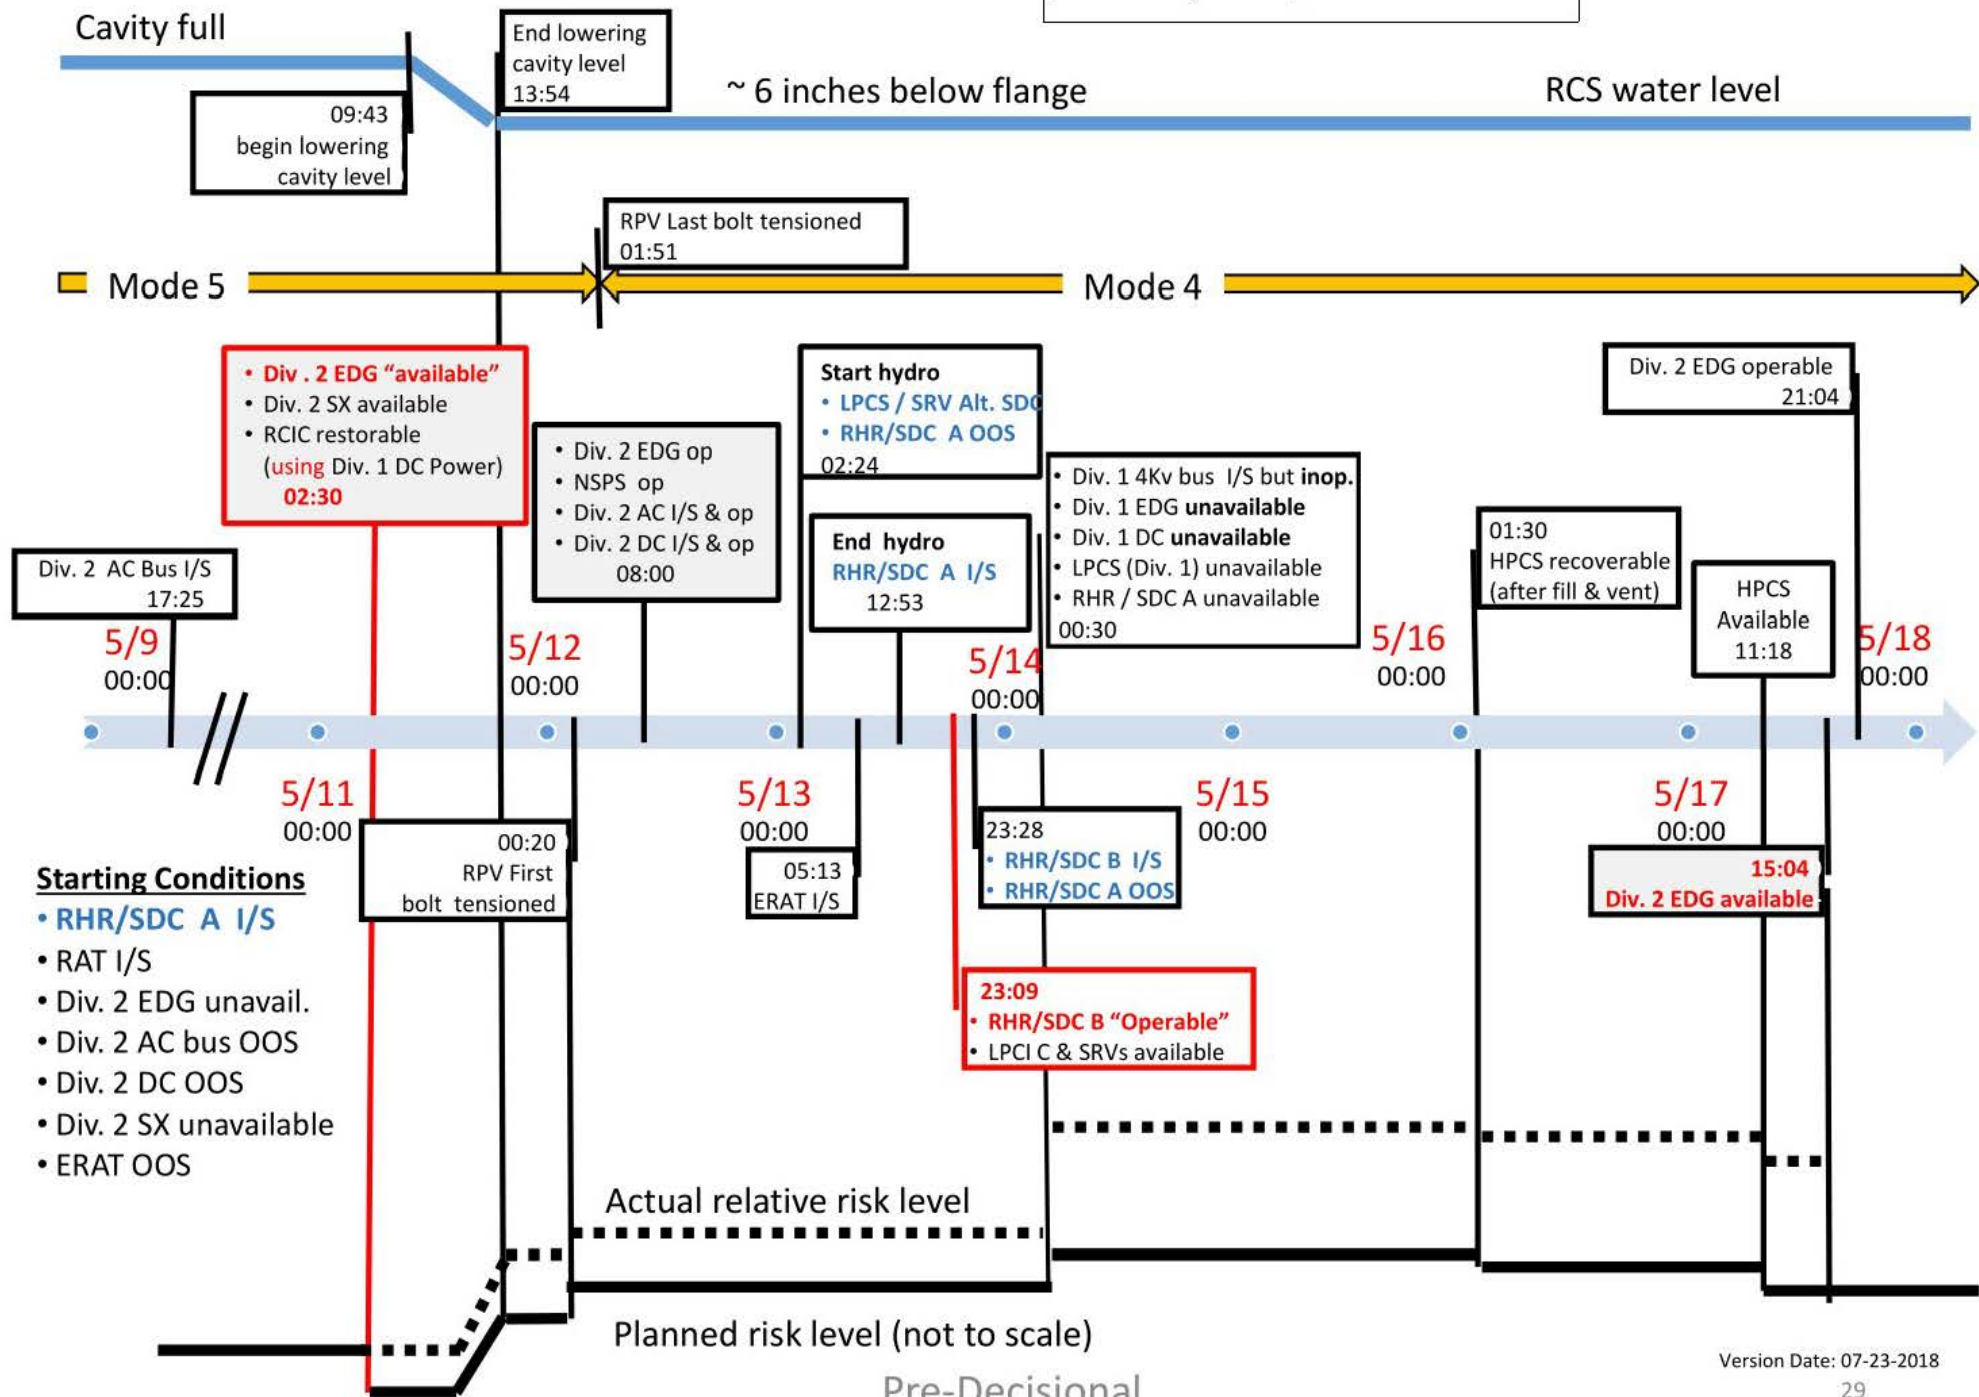 Cavity full
End lowering
cavity level
13:54
~ 6 inches below flange
RCS water level
09:43
begin lowering
cavity level
RPV Last bolt tensioned
01:51
Mode 5
Mode 4
• Div . 2 EDG “available”
• Div. 2 SX available
• RCIC restorable
(using Div. 1 DC Power)
02:30
• Div. 2 EDG op
• NSPS op
• Div. 2 AC I/S & op
• Div. 2 DC I/S & op
08:00
Start hydro
• LPCS / SRV Alt. SDC
• RHR/SDC A OOS
02:24
End hydro
RHR/SDC A I/S
12:53
• Div. 1 4Kv bus I/S but inop.
• Div. 1 EDG unavailable
• Div. 1 DC unavailable
• LPCS (Div. 1) unavailable
• RHR / SDC A unavailable
00:30
01:30
HPCS recoverable
(after fill & vent)
Div. 2 EDG operable
21:04
HPCS
Available
11:18
Div. 2 AC Bus I/S
17:25
5/9
00:00
5/12
00:00
5/14
00:00
5/16
00:00
5/18
00:00
5/11
00:00
5/13
00:00
5/15
00:00
5/17
00:00
00:20
RPV First
bolt tensioned
05:13
ERAT I/S
23:28
• RHR/SDC B I/S
• RHR/SDC A OOS
23:09
• RHR/SDC B “Operable”
• LPCI C & SRVs available
15:04
Div. 2 EDG available
Starting Conditions
• RHR/SDC A I/S
• RAT I/S
• Div. 2 EDG unavail.
• Div. 2 AC bus OOS
• Div. 2 DC OOS
• Div. 2 SX unavailable
• ERAT OOS
Actual relative risk level
Planned risk level (not to scale)
Version Date: 07-23-2018
Pre-Decisional
29